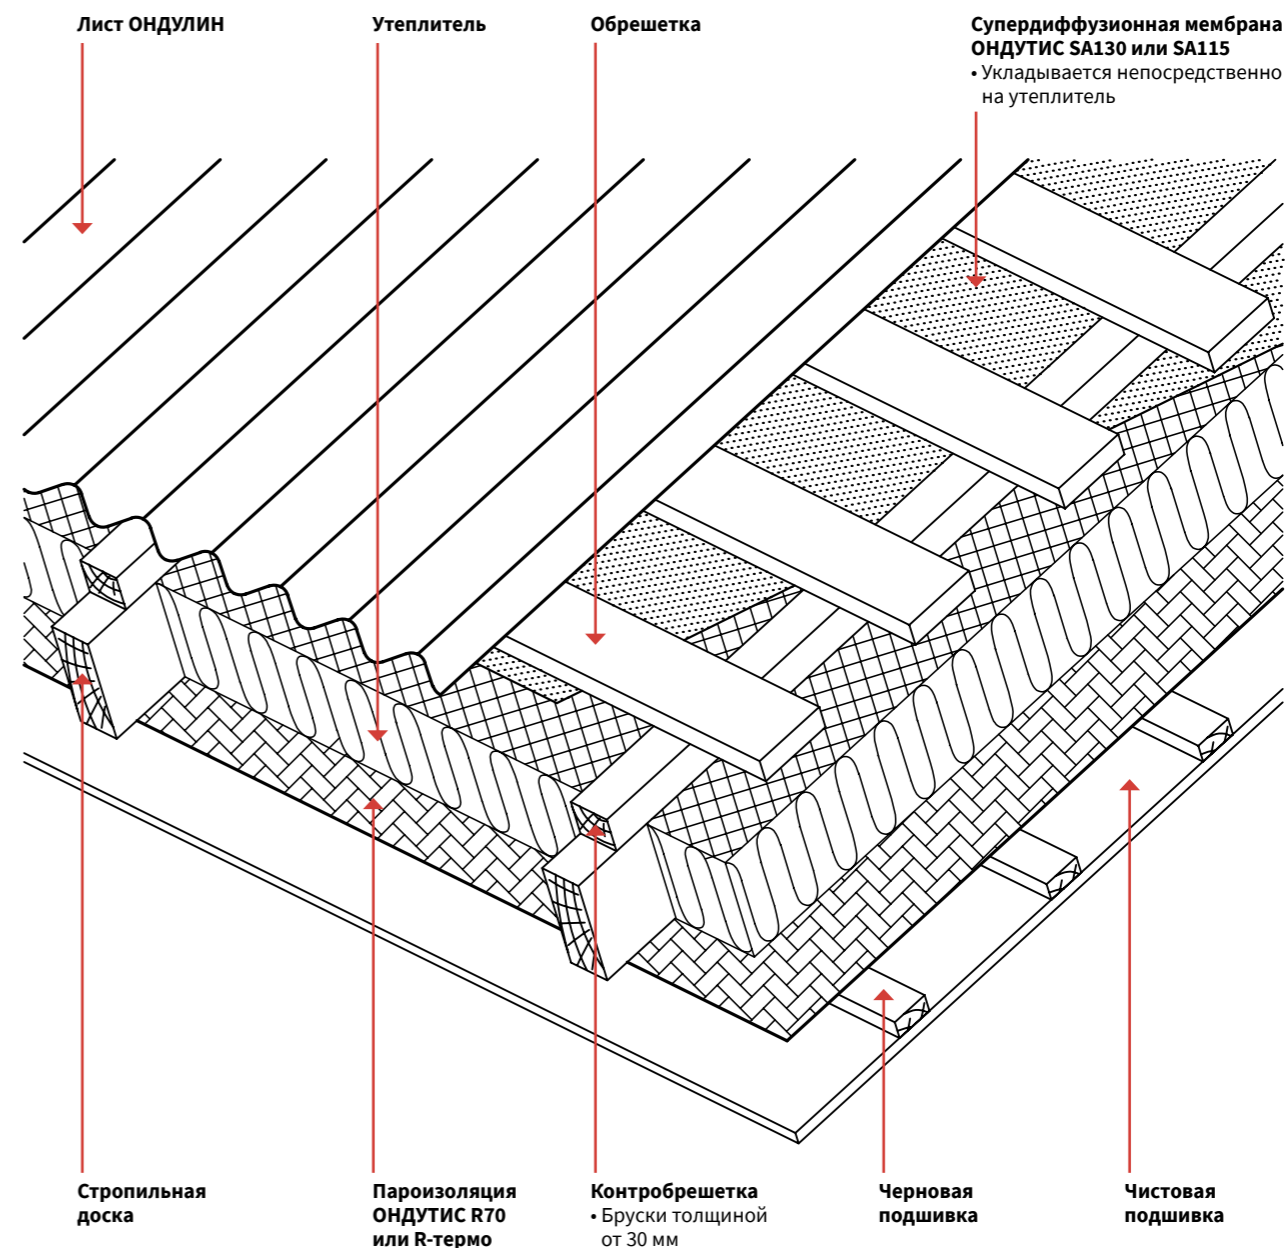 Лист ОНДУЛИН
Утеплитель
Обрешетка
Супердиффузионная мембрана
ОНДУТИС SA130 или SA115
• Укладывается непосредственно
на утеплитель
Стропильная
доска
Пароизоляция
ОНДУТИС R70
или R-термо
Контробрешетка
• Бруски толщиной
от 30 мм
Черновая
подшивка
Чистовая
подшивка